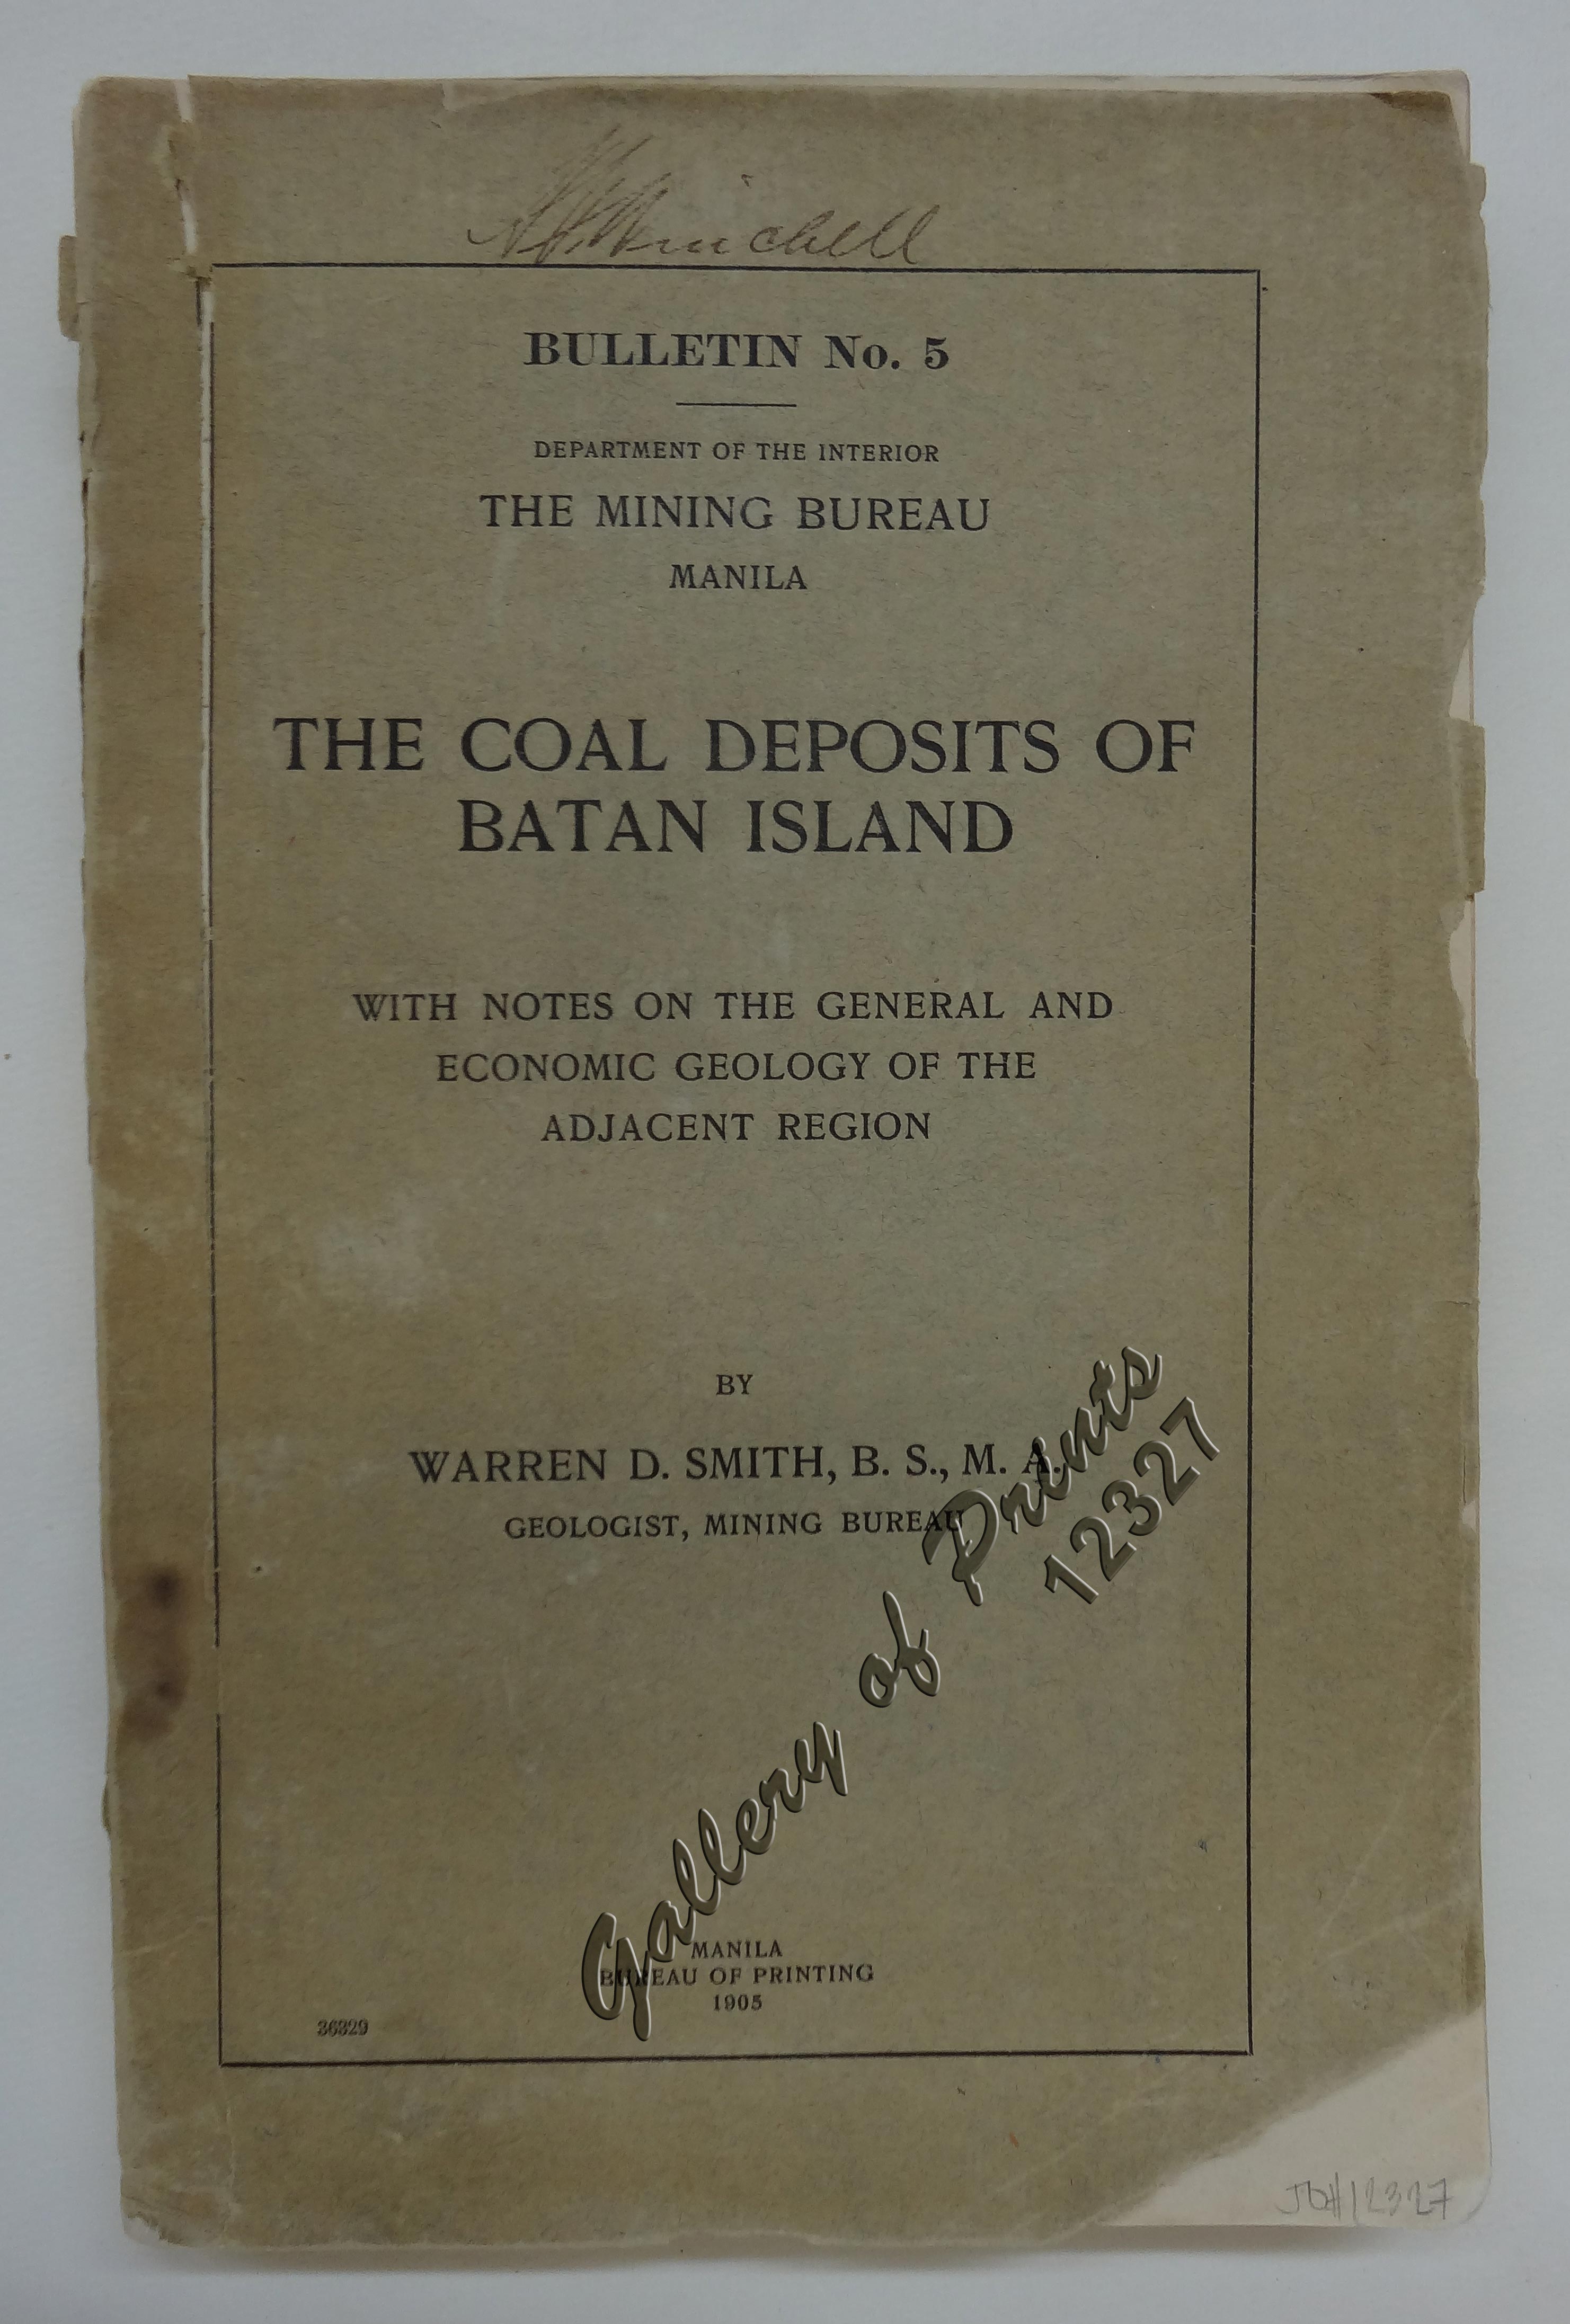 Winchell
BULLETIN No. 5
DEPARTMENT OF THE INTERIOR
THE MINING BUREAU
MANILA
THE COAL DEPOSITS OF
BATAN ISLAND
WITH NOTES ON THE GENERAL AND
ECONOMIC GEOLOGY OF THE
ADJACENT REGION
BY
WARREN D. SMITH, B. S., M. A.
GEOLOGIST, MINING BUREAU
Gallery of Prints
12327
MANILA
BUREAU OF PRINTING
1905
36329
JOH12327